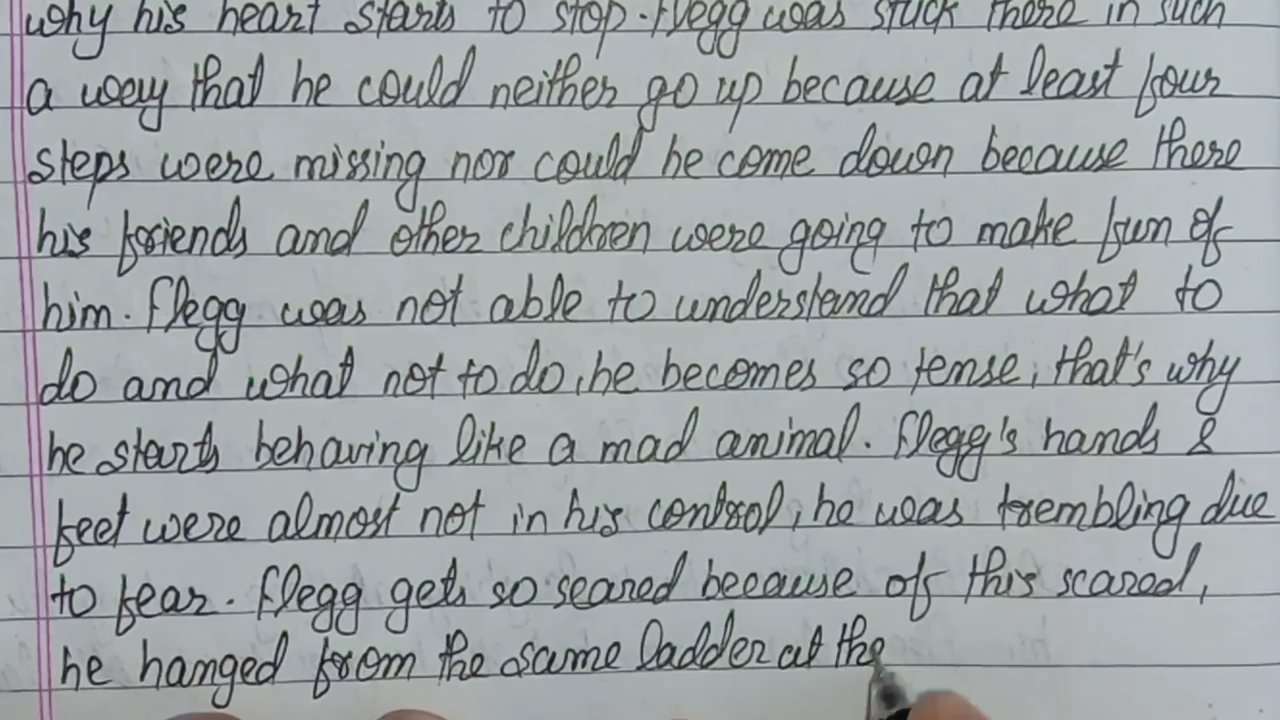 why his heart starts to stop. Flegg was stuck there in such
a way that he could neither go up because at least four
steps were missing nor could he come down because there
his friends and other children were going to make fun of
him. Flegg was not able to understand that what to
do and what not to do, he becomes so tense, that's why
he starts behaving like a mad animal. Flegg's hands &
feet were almost not in his control, he was trembling due
to fear. Flegg gets so scared because of this scared,
he hanged from the same ladder at the